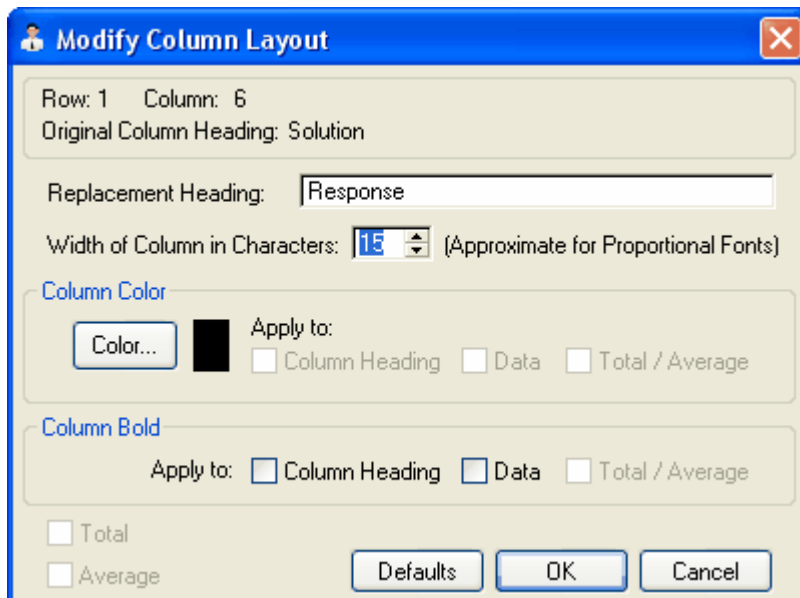 Modify Column Layout
Row: 1 Column: 6
Original Column Heading: Solution
Replacement Heading: Response
Width of Column in Characters: 15 (Approximate for Proportional Fonts)
Column Color
Color... Apply to:
Column Heading Data Total / Average
Column Bold
Apply to: Column Heading Data Total / Average
Total
Average Defaults OK Cancel